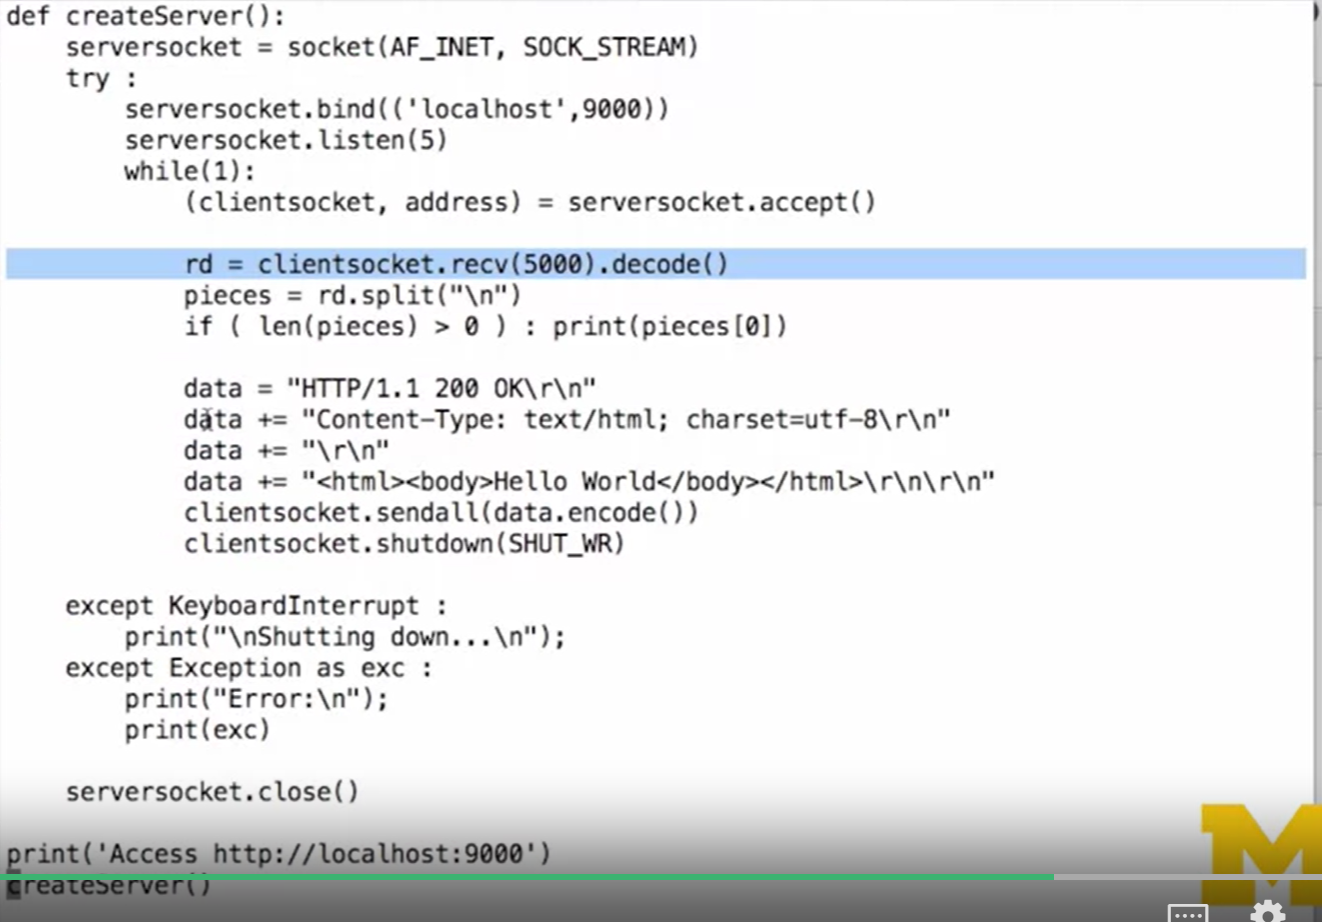 def createServer():
    serversocket = socket(AF_INET, SOCK_STREAM)
    try :
        serversocket.bind(('localhost',9000))
        serversocket.listen(5)
        while(1):
            (clientsocket, address) = serversocket.accept()

            rd = clientsocket.recv(5000).decode()
            pieces = rd.split("\n")
            if ( len(pieces) > 0 ) : print(pieces[0])

            data = "HTTP/1.1 200 OK\r\n"
            data += "Content-Type: text/html; charset=utf-8\r\n"
            data += "\r\n"
            data += "<html><body>Hello World</body></html>\r\n\r\n"
            clientsocket.sendall(data.encode())
            clientsocket.shutdown(SHUT_WR)

    except KeyboardInterrupt :
        print("\nShutting down...\n");
    except Exception as exc :
        print("Error:\n");
        print(exc)

    serversocket.close()

print('Access http://localhost:9000')
createServer()
M